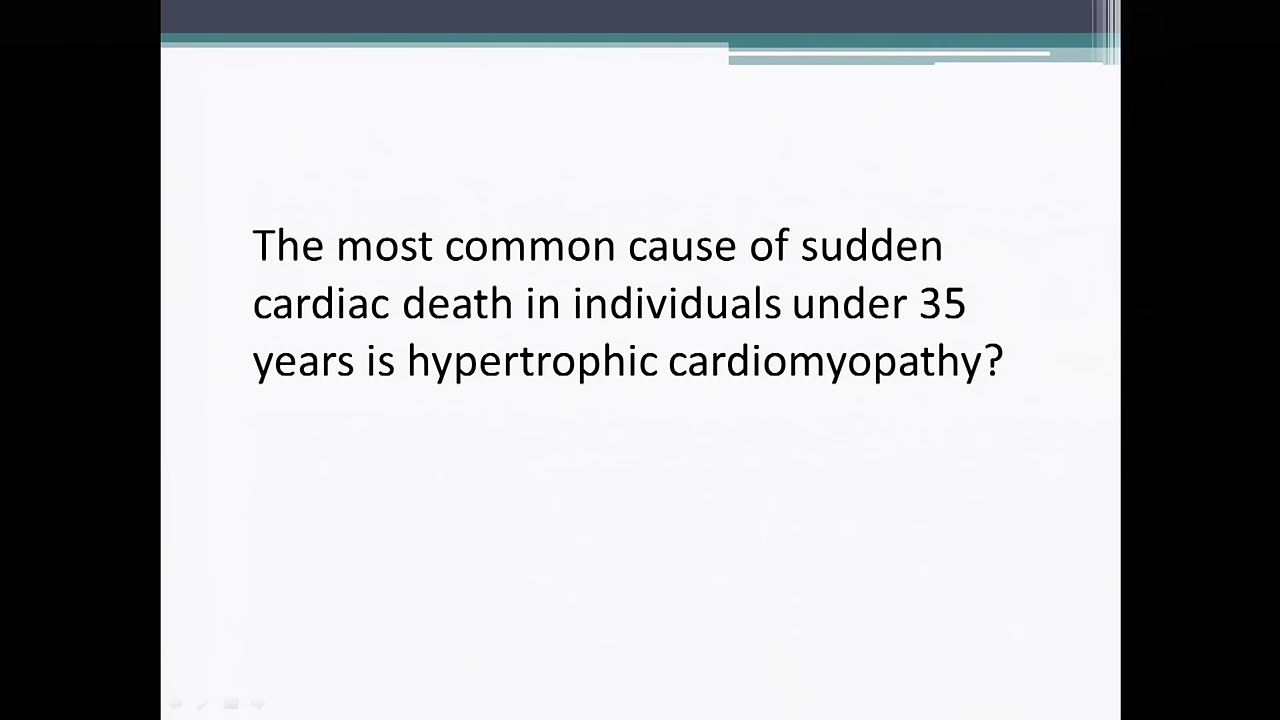 The most common cause of sudden
cardiac death in individuals under 35
years is hypertrophic cardiomyopathy?